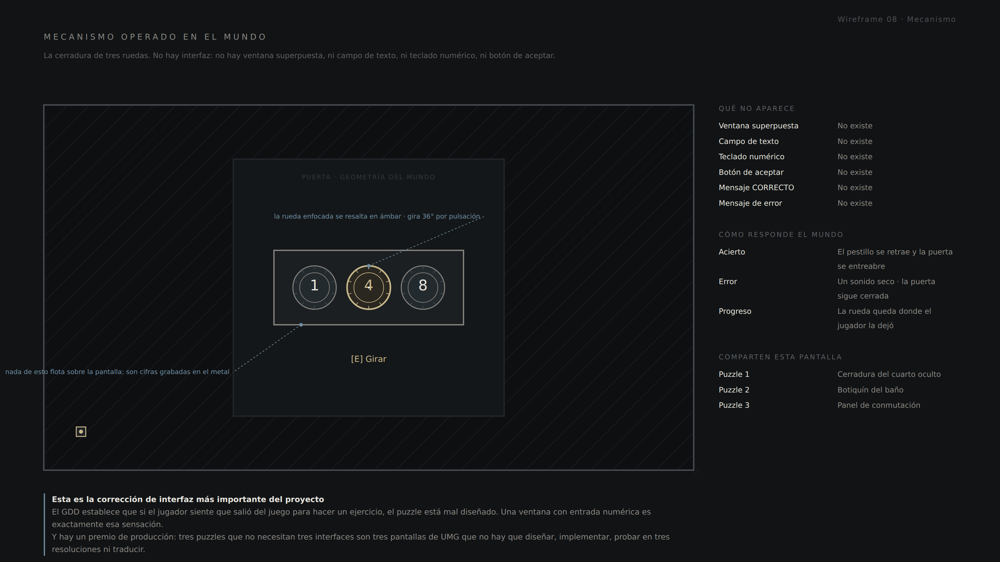 Wireframe 08 · Mecanismo
MECANISMO OPERADO EN EL MUNDO
La cerradura de tres ruedas. No hay interfaz: no hay ventana superpuesta, ni campo de texto, ni teclado numérico, ni botón de aceptar.
PUERTA · GEOMETRÍA DEL MUNDO
la rueda enfocada se resalta en ámbar · gira 36° por pulsación
1 4 8
[E] Girar
nada de esto flota sobre la pantalla: son cifras grabadas en el metal
QUÉ NO APARECE
Ventana superpuesta No existe
Campo de texto No existe
Teclado numérico No existe
Botón de aceptar No existe
Mensaje CORRECTO No existe
Mensaje de error No existe
CÓMO RESPONDE EL MUNDO
Acierto El pestillo se retrae y la puerta
se entreabre
Error Un sonido seco · la puerta
sigue cerrada
Progreso La rueda queda donde el
jugador la dejó
COMPARTEN ESTA PANTALLA
Puzzle 1 Cerradura del cuarto oculto
Puzzle 2 Botiquín del baño
Puzzle 3 Panel de conmutación
Esta es la corrección de interfaz más importante del proyecto
El GDD establece que si el jugador siente que salió del juego para hacer un ejercicio, el puzzle está mal diseñado. Una ventana con entrada numérica es
exactamente esa sensación.
Y hay un premio de producción: tres puzzles que no necesitan tres interfaces son tres pantallas de UMG que no hay que diseñar, implementar, probar en tres
resoluciones ni traducir.